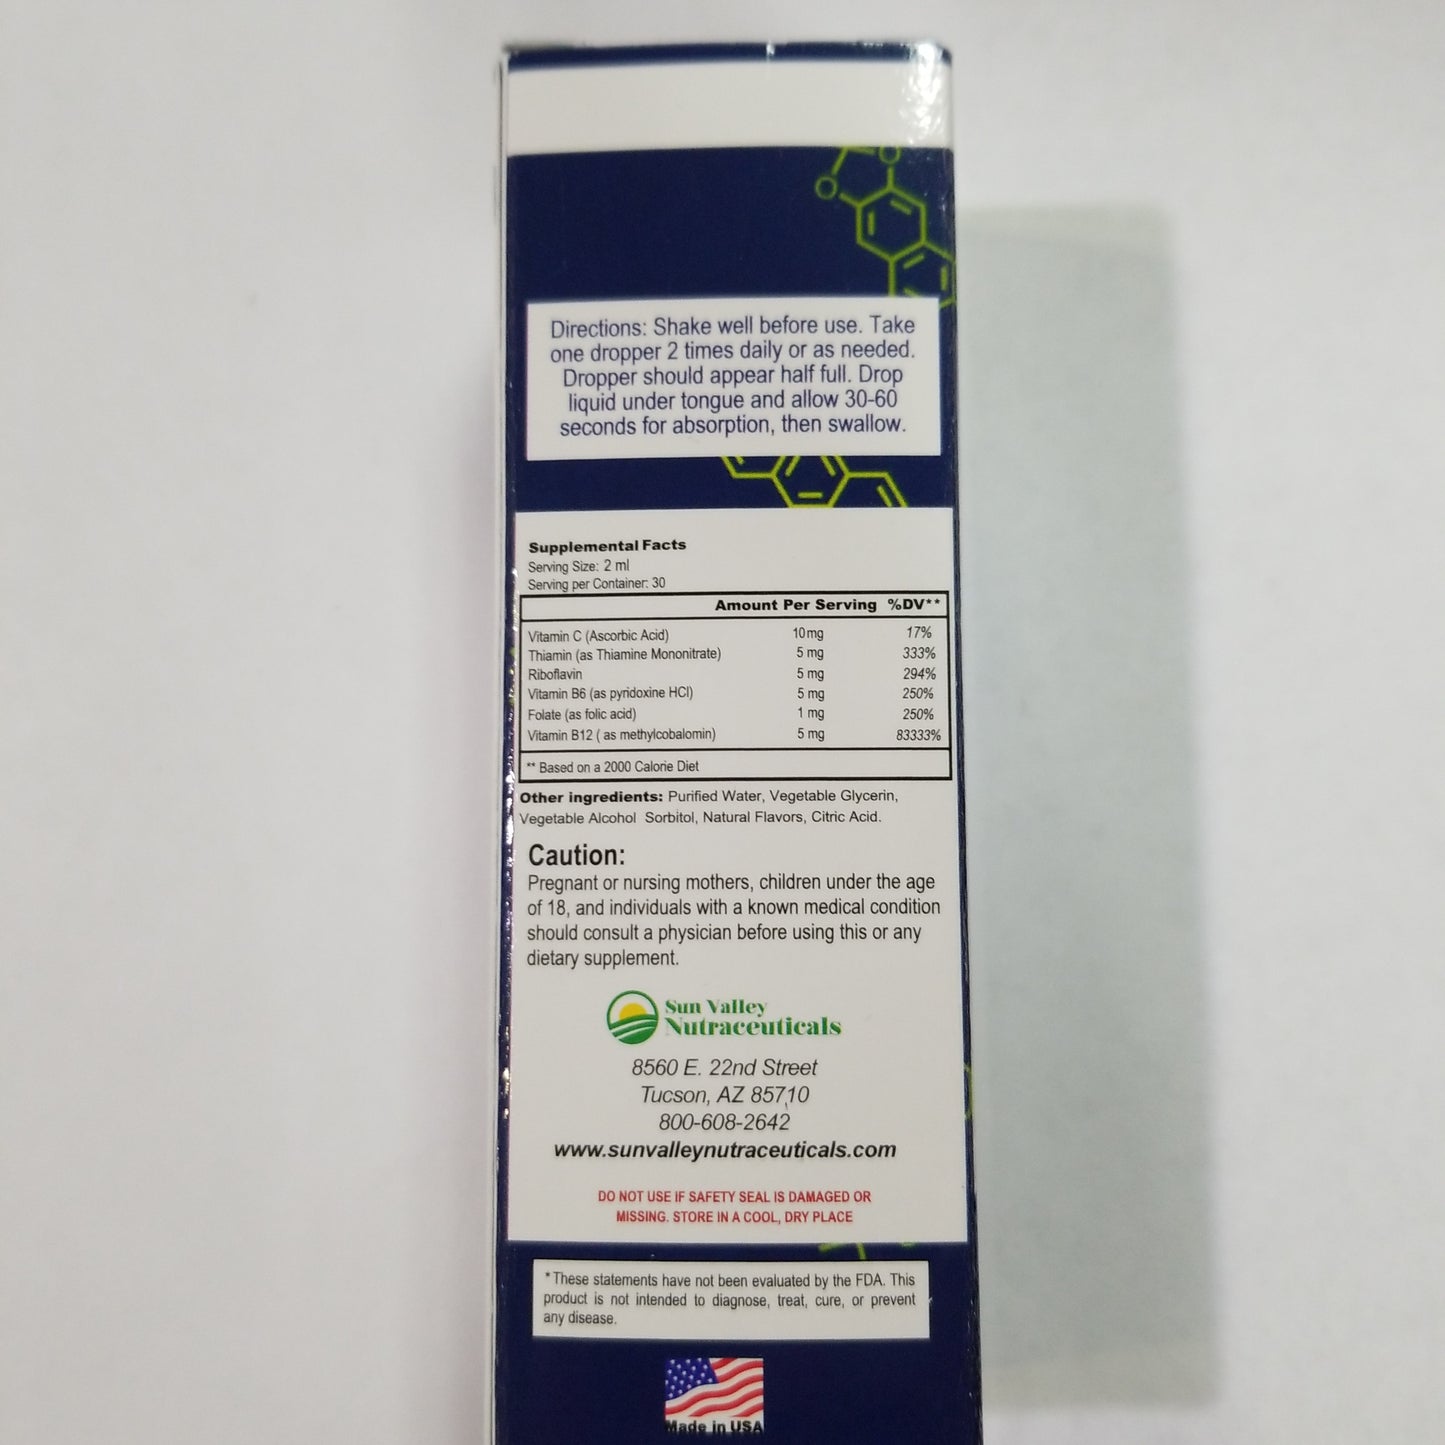 Directions: Shake well before use. Take
one dropper 2 times daily or as needed.
Dropper should appear half full. Drop
liquid under tongue and allow 30-60
seconds for absorption, then swallow.
Supplemental Facts
Serving Size: 2 ml
Serving per Container: 30
Amount Per Serving %DV**
Vitamin C (Ascorbic Acid) 10mg 17%
Thiamin (as Thiamine Mononitrate) 5 mg 333%
Riboflavin 5 mg 294%
Vitamin B6 (as pyridoxine HCl) 5 mg 250%
Folate (as folic acid) 1 mg 250%
Vitamin B12 ( as methylcobalomin) 5 mg 83333%
** Based on a 2000 Calorie Diet
Other ingredients: Purified Water, Vegetable Glycerin,
Vegetable Alcohol Sorbitol, Natural Flavors, Citric Acid.
Caution:
Pregnant or nursing mothers, children under the age
of 18, and individuals with a known medical condition
should consult a physician before using this or any
dietary supplement.
Sun Valley
Nutraceuticals
8560 E. 22nd Street
Tucson, AZ 85710
800-608-2642
www.sunvalleynutraceuticals.com
DO NOT USE IF SAFETY SEAL IS DAMAGED OR
MISSING. STORE IN A COOL, DRY PLACE
*These statements have not been evaluated by the FDA. This
product is not intended to diagnose, treat, cure, or prevent
any disease.
Made in USA